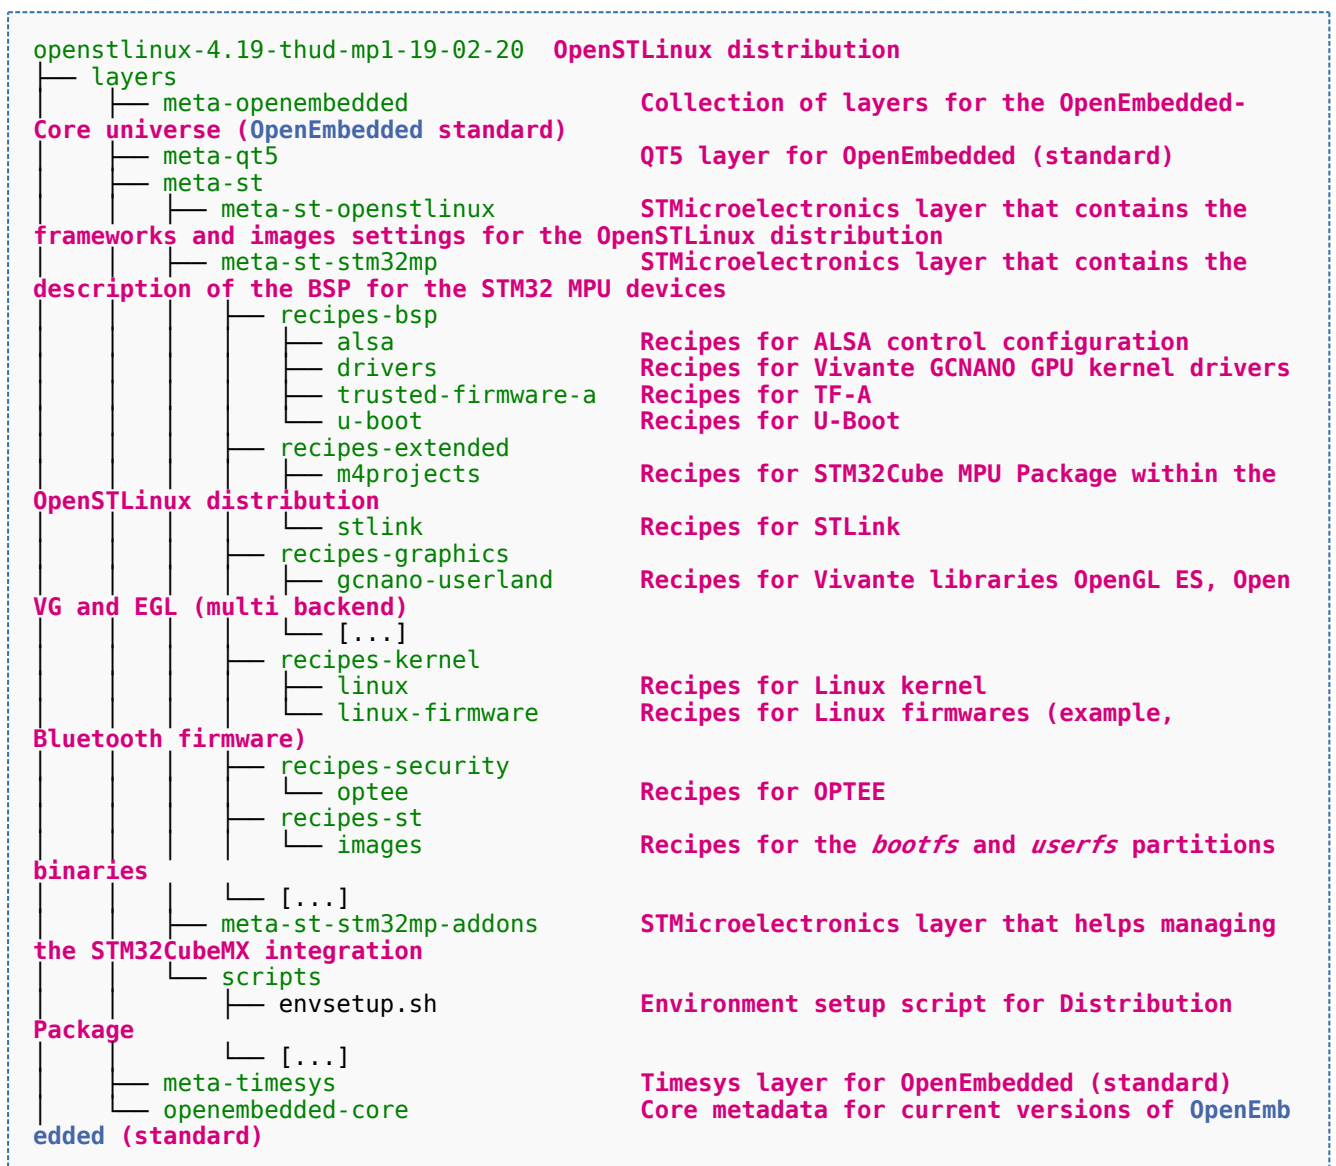 openstlinux-4.19-thud-mp1-19-02-20  OpenSTLinux distribution
├── layers
│    ├── meta-openembedded                Collection of layers for the OpenEmbedded-
Core universe (OpenEmbedded standard)
│    ├── meta-qt5                         QT5 layer for OpenEmbedded (standard)
│    ├── meta-st
│    │   ├── meta-st-openstlinux          STMicroelectronics layer that contains the
frameworks and images settings for the OpenSTLinux distribution
│    │   ├── meta-st-stm32mp              STMicroelectronics layer that contains the
description of the BSP for the STM32 MPU devices
│    │   │   ├── recipes-bsp
│    │   │   │   ├── alsa                 Recipes for ALSA control configuration
│    │   │   │   ├── drivers              Recipes for Vivante GCNANO GPU kernel drivers
│    │   │   │   ├── trusted-firmware-a   Recipes for TF-A
│    │   │   │   └── u-boot               Recipes for U-Boot
│    │   │   ├── recipes-extended
│    │   │   │   ├── m4projects           Recipes for STM32Cube MPU Package within the
OpenSTLinux distribution
│    │   │   │   └── stlink               Recipes for STLink
│    │   │   ├── recipes-graphics
│    │   │   │   ├── gcnano-userland      Recipes for Vivante libraries OpenGL ES, Open
VG and EGL (multi backend)
│    │   │   │   └── [...]
│    │   │   ├── recipes-kernel
│    │   │   │   ├── linux                Recipes for Linux kernel
│    │   │   │   └── linux-firmware       Recipes for Linux firmwares (example,
Bluetooth firmware)
│    │   │   ├── recipes-security
│    │   │   │   └── optee                Recipes for OPTEE
│    │   │   ├── recipes-st
│    │   │   │   └── images               Recipes for the bootfs and userfs partitions
binaries
│    │   │   └── [...]
│    │   ├── meta-st-stm32mp-addons       STMicroelectronics layer that helps managing
the STM32CubeMX integration
│    │   └── scripts
│    │       ├── envsetup.sh              Environment setup script for Distribution
Package
│    │       └── [...]
│    ├── meta-timesys                     Timesys layer for OpenEmbedded (standard)
│    └── openembedded-core                Core metadata for current versions of OpenEmb
edded (standard)